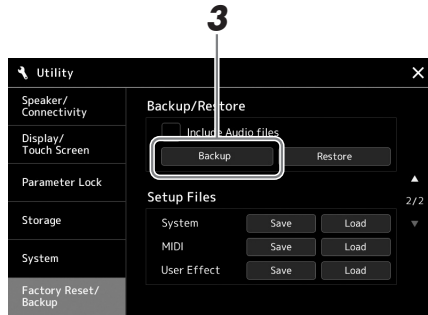 3
Utility
Speaker/
Connectivity
Display/
Touch Screen
Parameter Lock
Storage
System
Factory Reset/
Backup
Backup/Restore
Include Audio files
Backup Restore
Setup Files
System Save Load
MIDI Save Load
User Effect Save Load
2/2